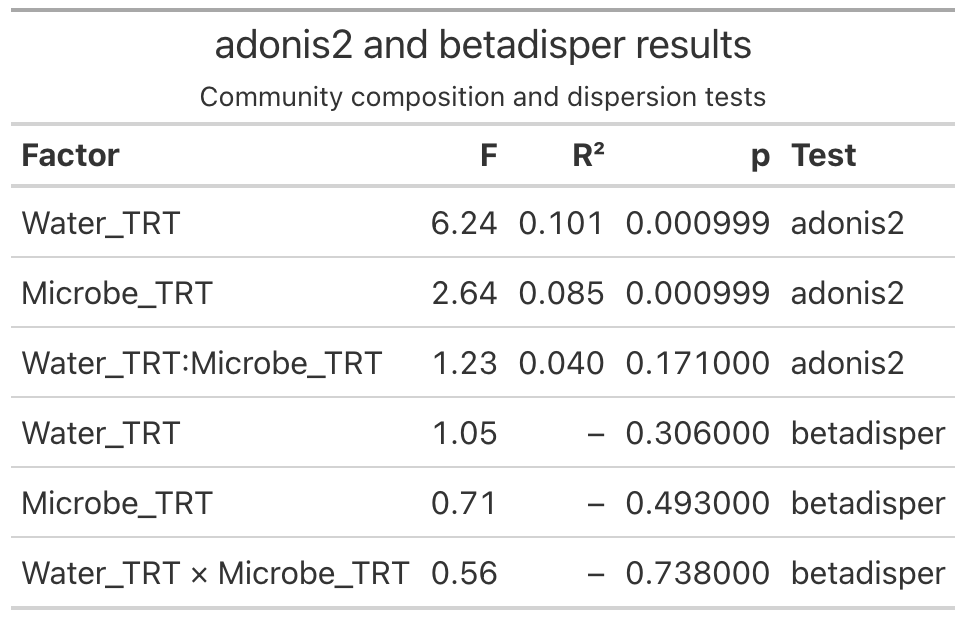 adonis2 and betadisper results
Community composition and dispersion tests
Factor F R² p Test
Water_TRT 6.24 0.101 0.000999 adonis2
Microbe_TRT 2.64 0.085 0.000999 adonis2
Water_TRT:Microbe_TRT 1.23 0.040 0.171000 adonis2
Water_TRT 1.05 – 0.306000 betadisper
Microbe_TRT 0.71 – 0.493000 betadisper
Water_TRT × Microbe_TRT 0.56 – 0.738000 betadisper